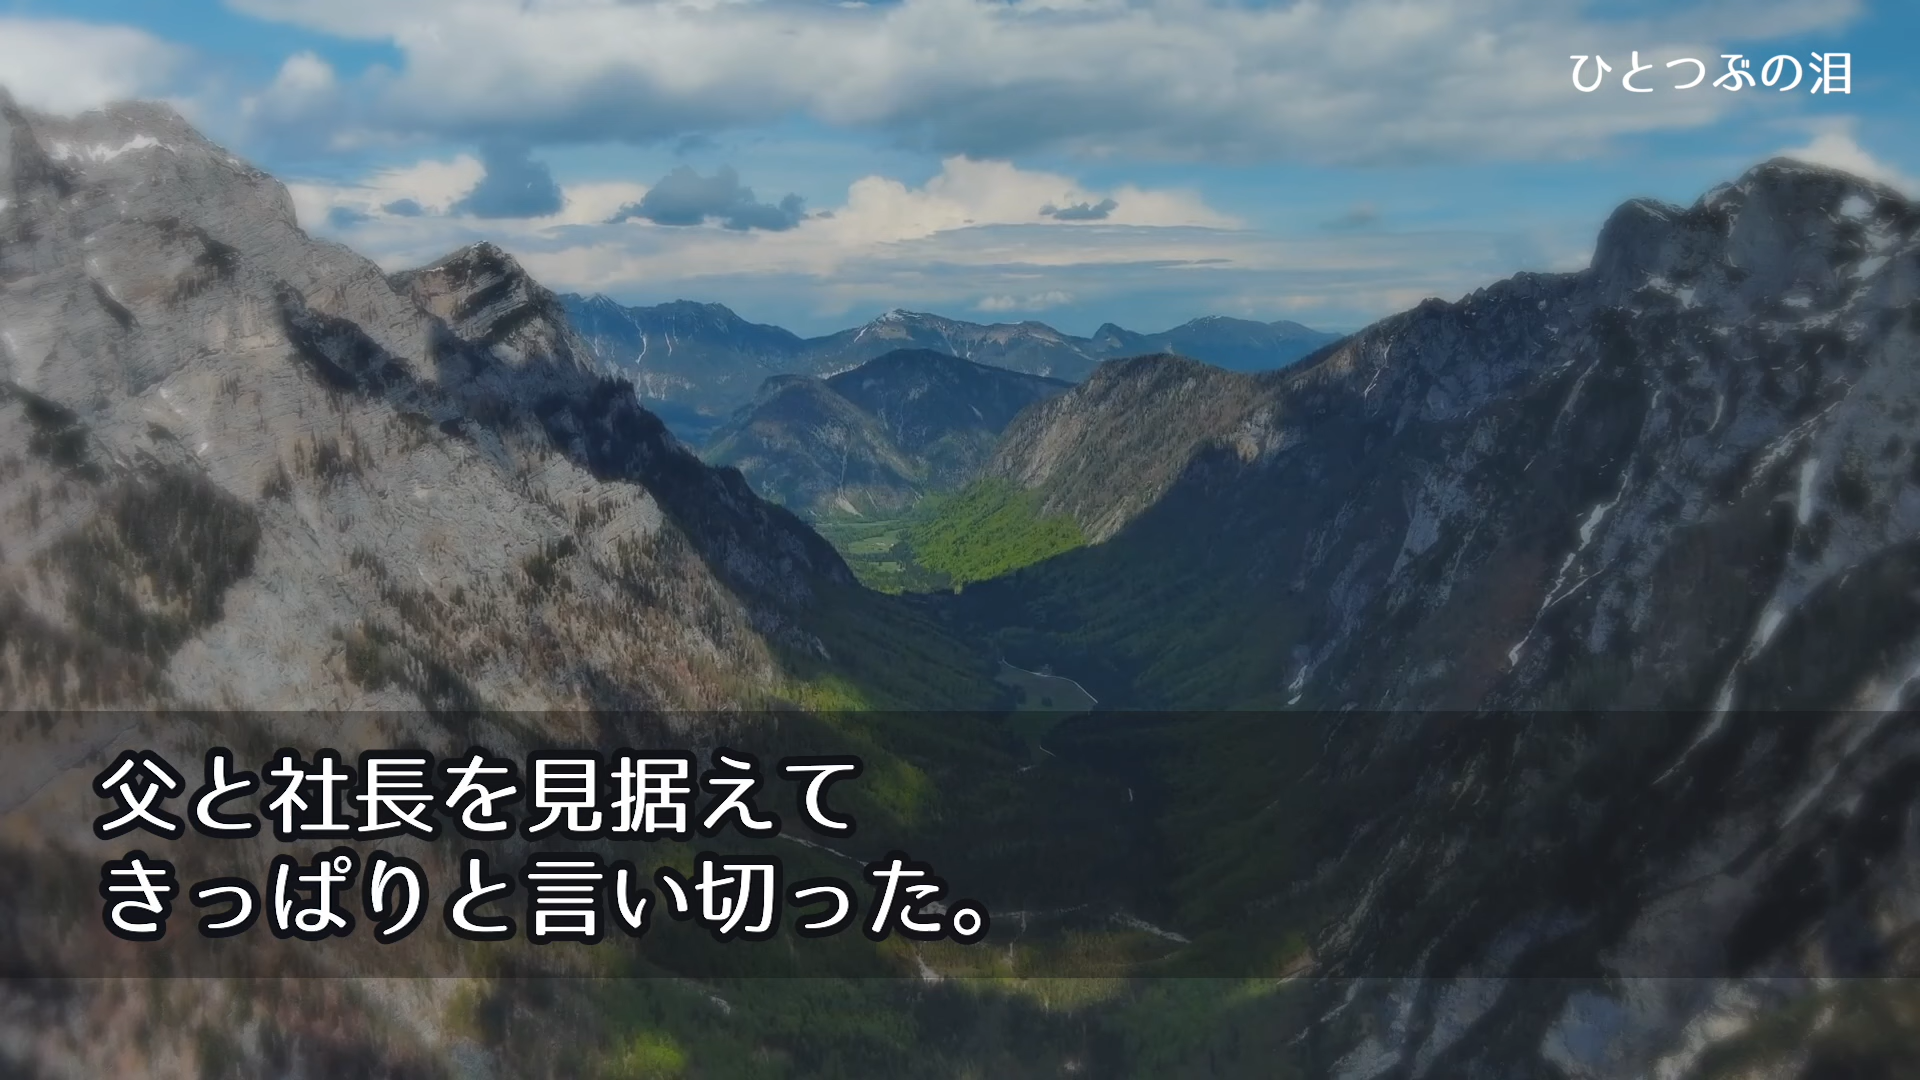 ひとつぶの泪
父と社長を見据えて
きっぱりと言い切った。